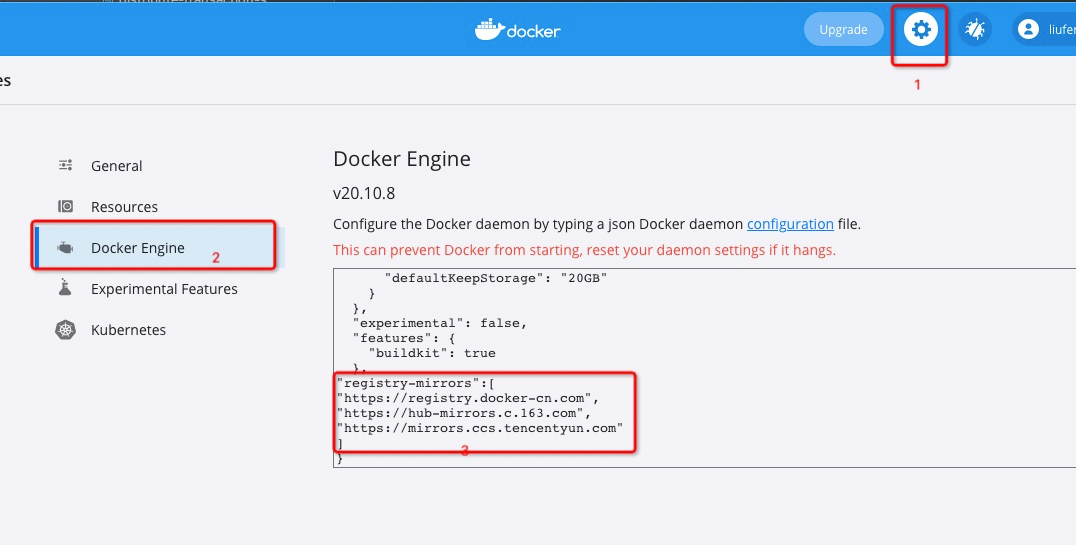 docker
Upgrade
liufer
1
es
General
Resources
Docker Engine
2
Experimental Features
Kubernetes
Docker Engine
v20.10.8
Configure the Docker daemon by typing a json Docker daemon configuration file.
This can prevent Docker from starting, reset your daemon settings if it hangs.
"defaultKeepStorage": "20GB"
}
},
"experimental": false,
"features": {
"buildkit": true
},
"registry-mirrors":[
"https://registry.docker-cn.com",
"https://hub-mirrors.c.163.com",
"https://mirrors.ccs.tencentyun.com"
]
3
}